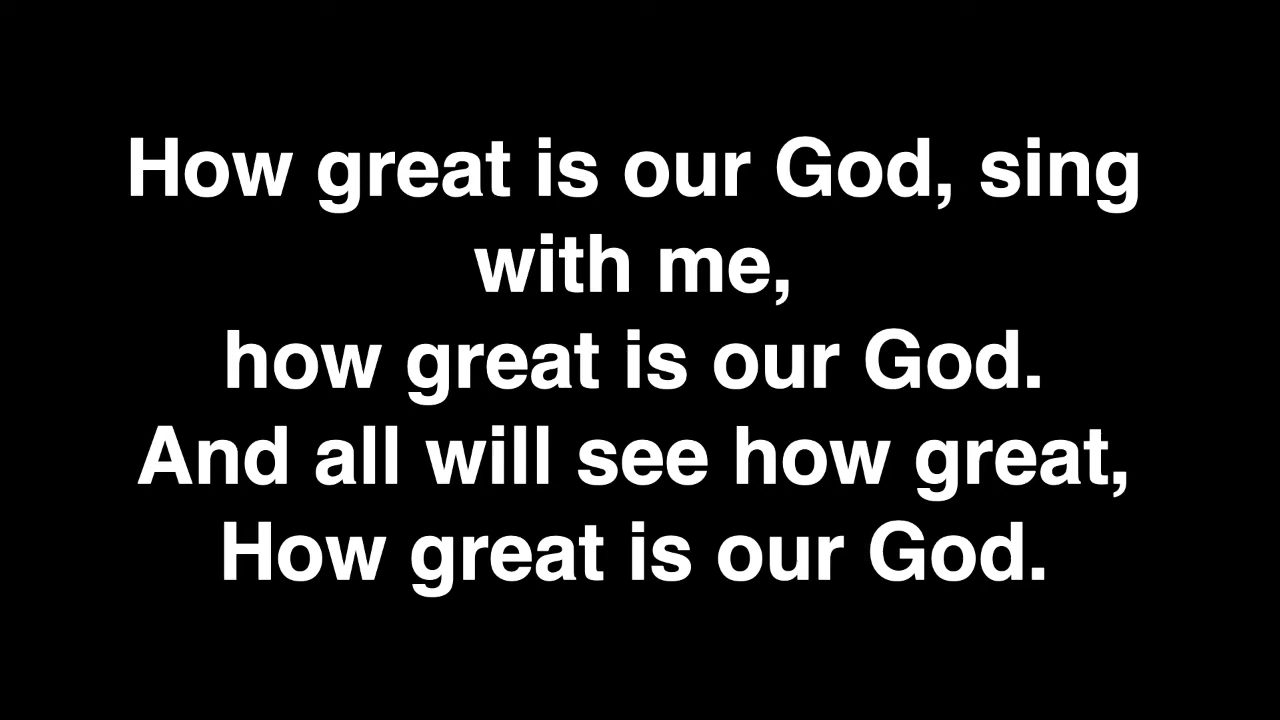 How great is our God, sing
with me,
how great is our God.
And all will see how great,
How great is our God.